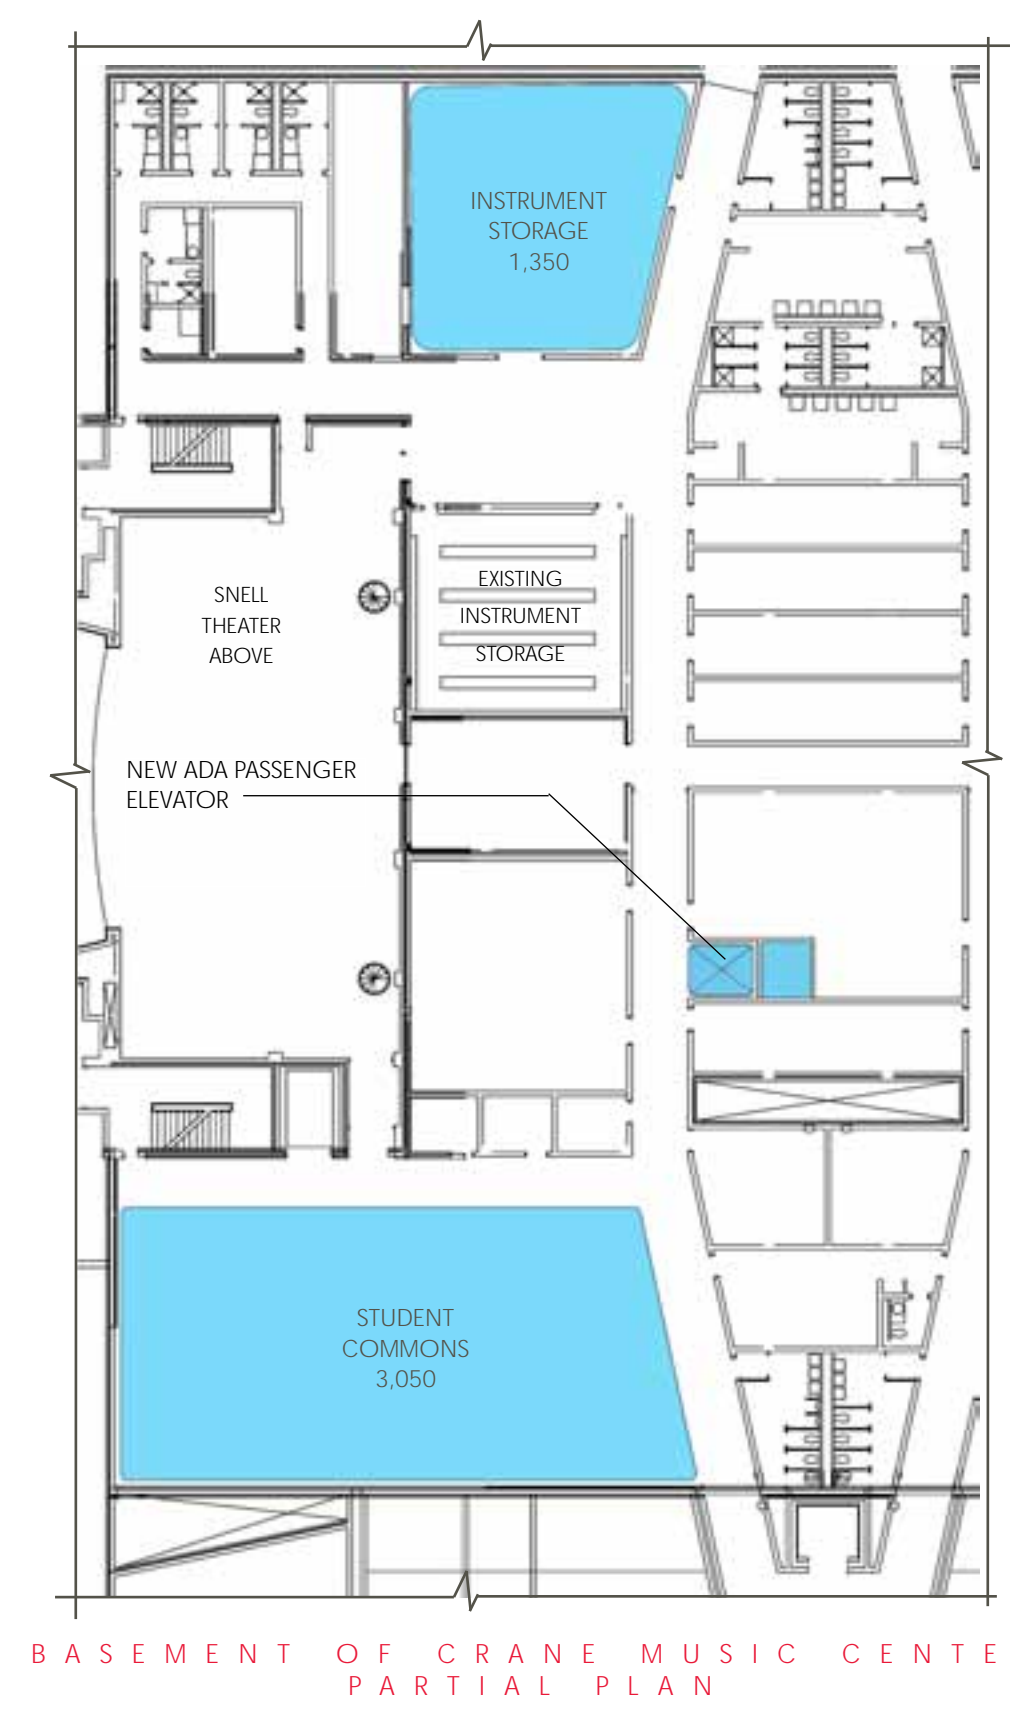 INSTRUMENT
STORAGE
1,350
EXISTING
INSTRUMENT
STORAGE
SNELL
THEATER
ABOVE
NEW ADA PASSENGER
ELEVATOR
STUDENT
COMMONS
3,050
BASEMENT OF CRANE MUSIC CENTE
PARTIAL PLAN